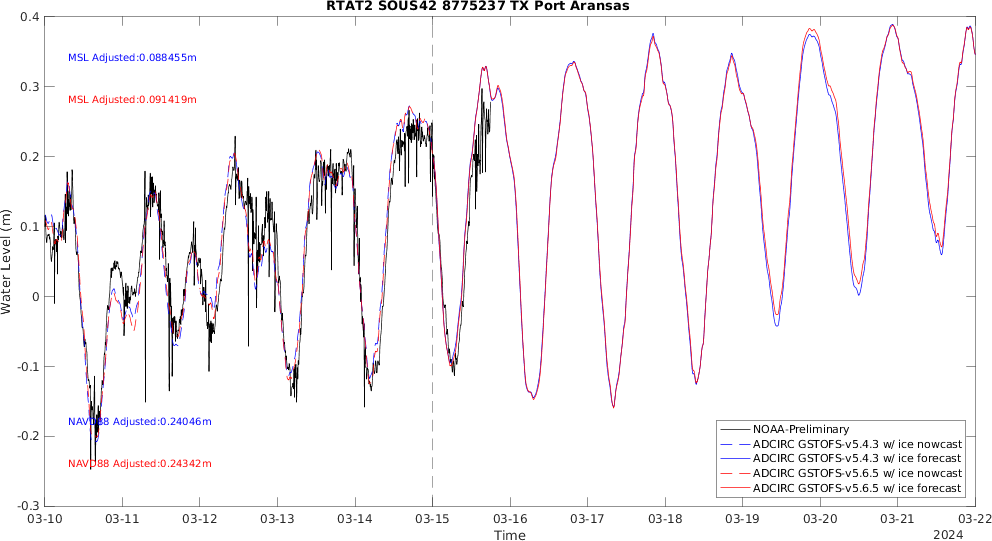 RTAT2 SOUS42 8775237 TX Port Aransas
0.4
0.3
0.2
0.1
0
-0.1
-0.2
-0.3
Water Level (m)
MSL Adjusted:0.088455m
MSL Adjusted:0.091419m
NAVD88 Adjusted:0.24046m
NAVD88 Adjusted:0.24342m
NOAA-Preliminary
ADCIRC GSTOFS-v5.4.3 w/ ice nowcast
ADCIRC GSTOFS-v5.4.3 w/ ice forecast
ADCIRC GSTOFS-v5.6.5 w/ ice nowcast
ADCIRC GSTOFS-v5.6.5 w/ ice forecast
03-10 03-11 03-12 03-13 03-14 03-15 03-16 03-17 03-18 03-19 03-20 03-21 03-22
Time
2024